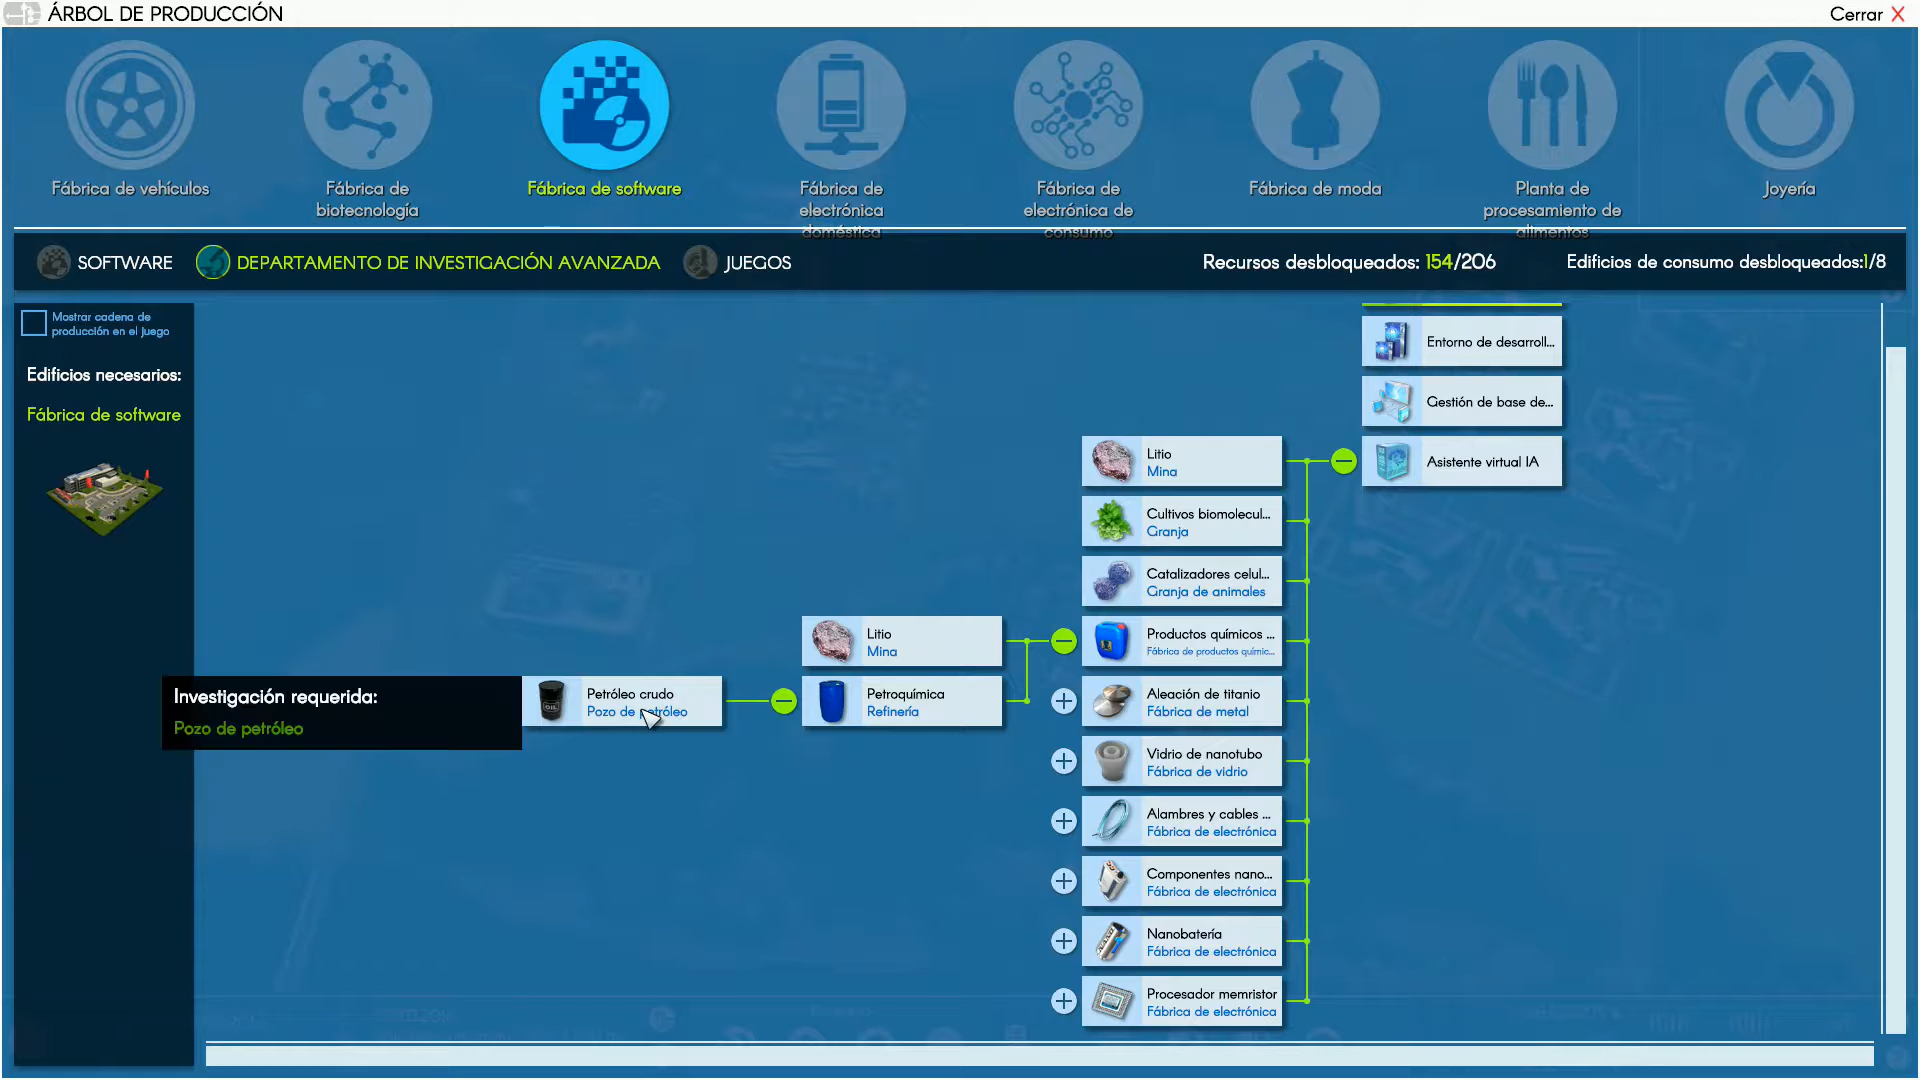 ÁRBOL DE PRODUCCIÓN
Cerrar X
Fábrica de vehículos
Fábrica de
biotecnología
Fábrica de software
Fábrica de
electrónica
doméstica
Fábrica de
electrónica de
consumo
Fábrica de moda
Planta de
procesamiento de
alimentos
Joyería
SOFTWARE
DEPARTAMENTO DE INVESTIGACIÓN AVANZADA
JUEGOS
Recursos desbloqueados: 154/206
Edificios de consumo desbloqueados:1/8
Mostrar cadena de
producción en el juego
Edificios necesarios:
Fábrica de software
Entorno de desarroll...
Gestión de base de...
Asistente virtual IA
Litio
Mina
Cultivos biomolecul...
Granja
Catalizadores celul...
Granja de animales
Productos químicos ...
Fábrica de productos químic...
Aleación de titanio
Fábrica de metal
Vidrio de nanotubo
Fábrica de vidrio
Alambres y cables ...
Fábrica de electrónica
Componentes nano...
Fábrica de electrónica
Nanobatería
Fábrica de electrónica
Procesador memristor
Fábrica de electrónica
Litio
Mina
Petroquímica
Refinería
Petróleo crudo
Pozo de petróleo
OIL
Investigación requerida:
Pozo de petróleo